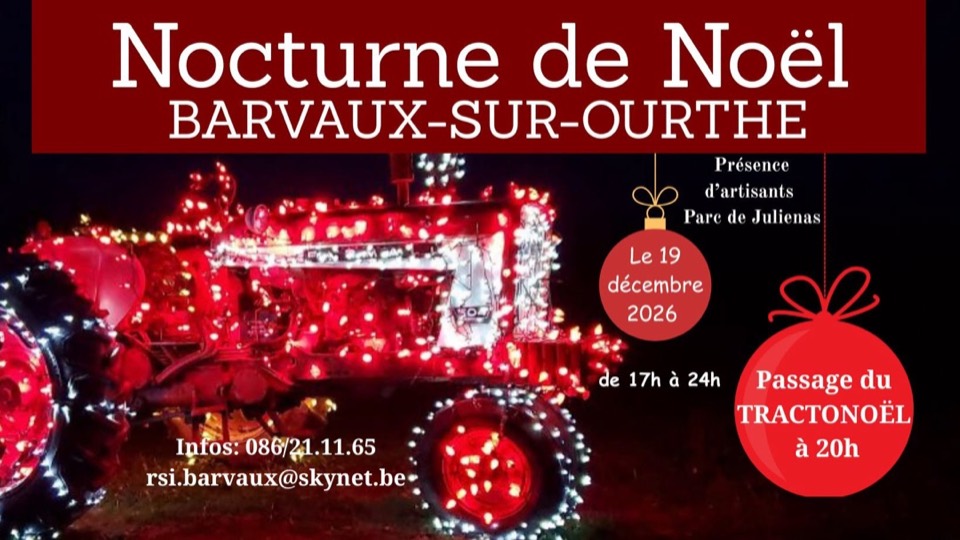 Nocturne de Noël
BARVAUX-SUR-OURTHE
Présence
d'artisants
Parc de Julienas
Le 19
décembre
2026
de 17h à 24h
Passage du
TRACTONOËL
à 20h
Infos: 086/21.11.65
rsi.barvaux@skynet.be